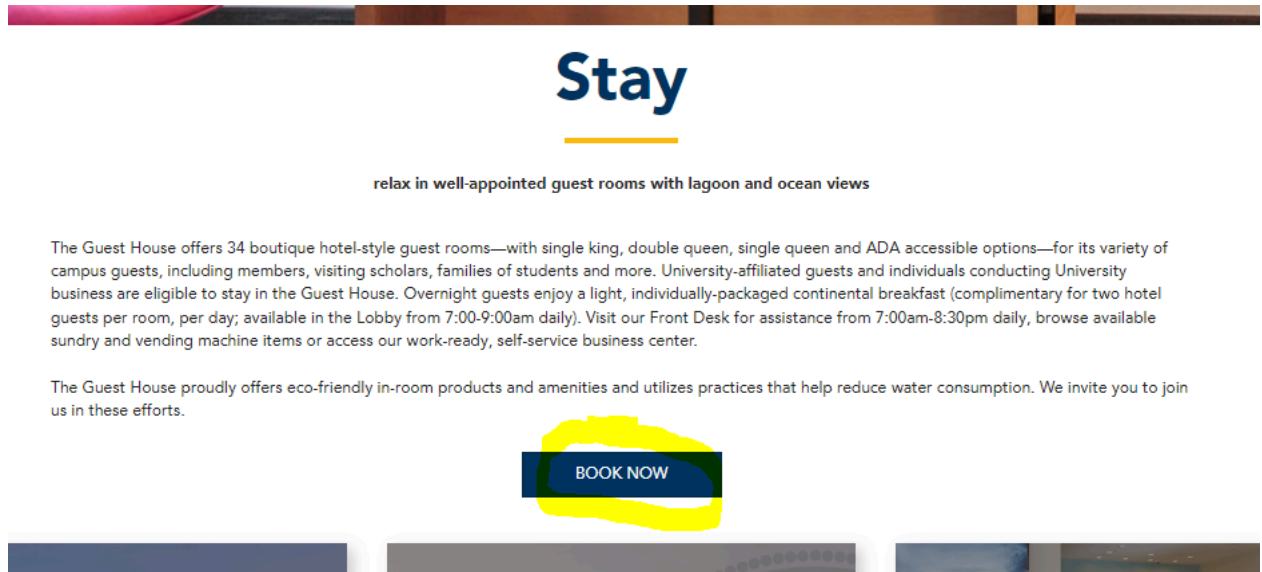 Stay
relax in well-appointed guest rooms with lagoon and ocean views
The Guest House offers 34 boutique hotel-style guest rooms—with single king, double queen, single queen and ADA accessible options—for its variety of
campus guests, including members, visiting scholars, families of students and more. University-affiliated guests and individuals conducting University
business are eligible to stay in the Guest House. Overnight guests enjoy a light, individually-packaged continental breakfast (complimentary for two hotel
guests per room, per day; available in the Lobby from 7:00-9:00am daily). Visit our Front Desk for assistance from 7:00am-8:30pm daily, browse available
sundry and vending machine items or access our work-ready, self-service business center.
The Guest House proudly offers eco-friendly in-room products and amenities and utilizes practices that help reduce water consumption. We invite you to join
us in these efforts.
BOOK NOW